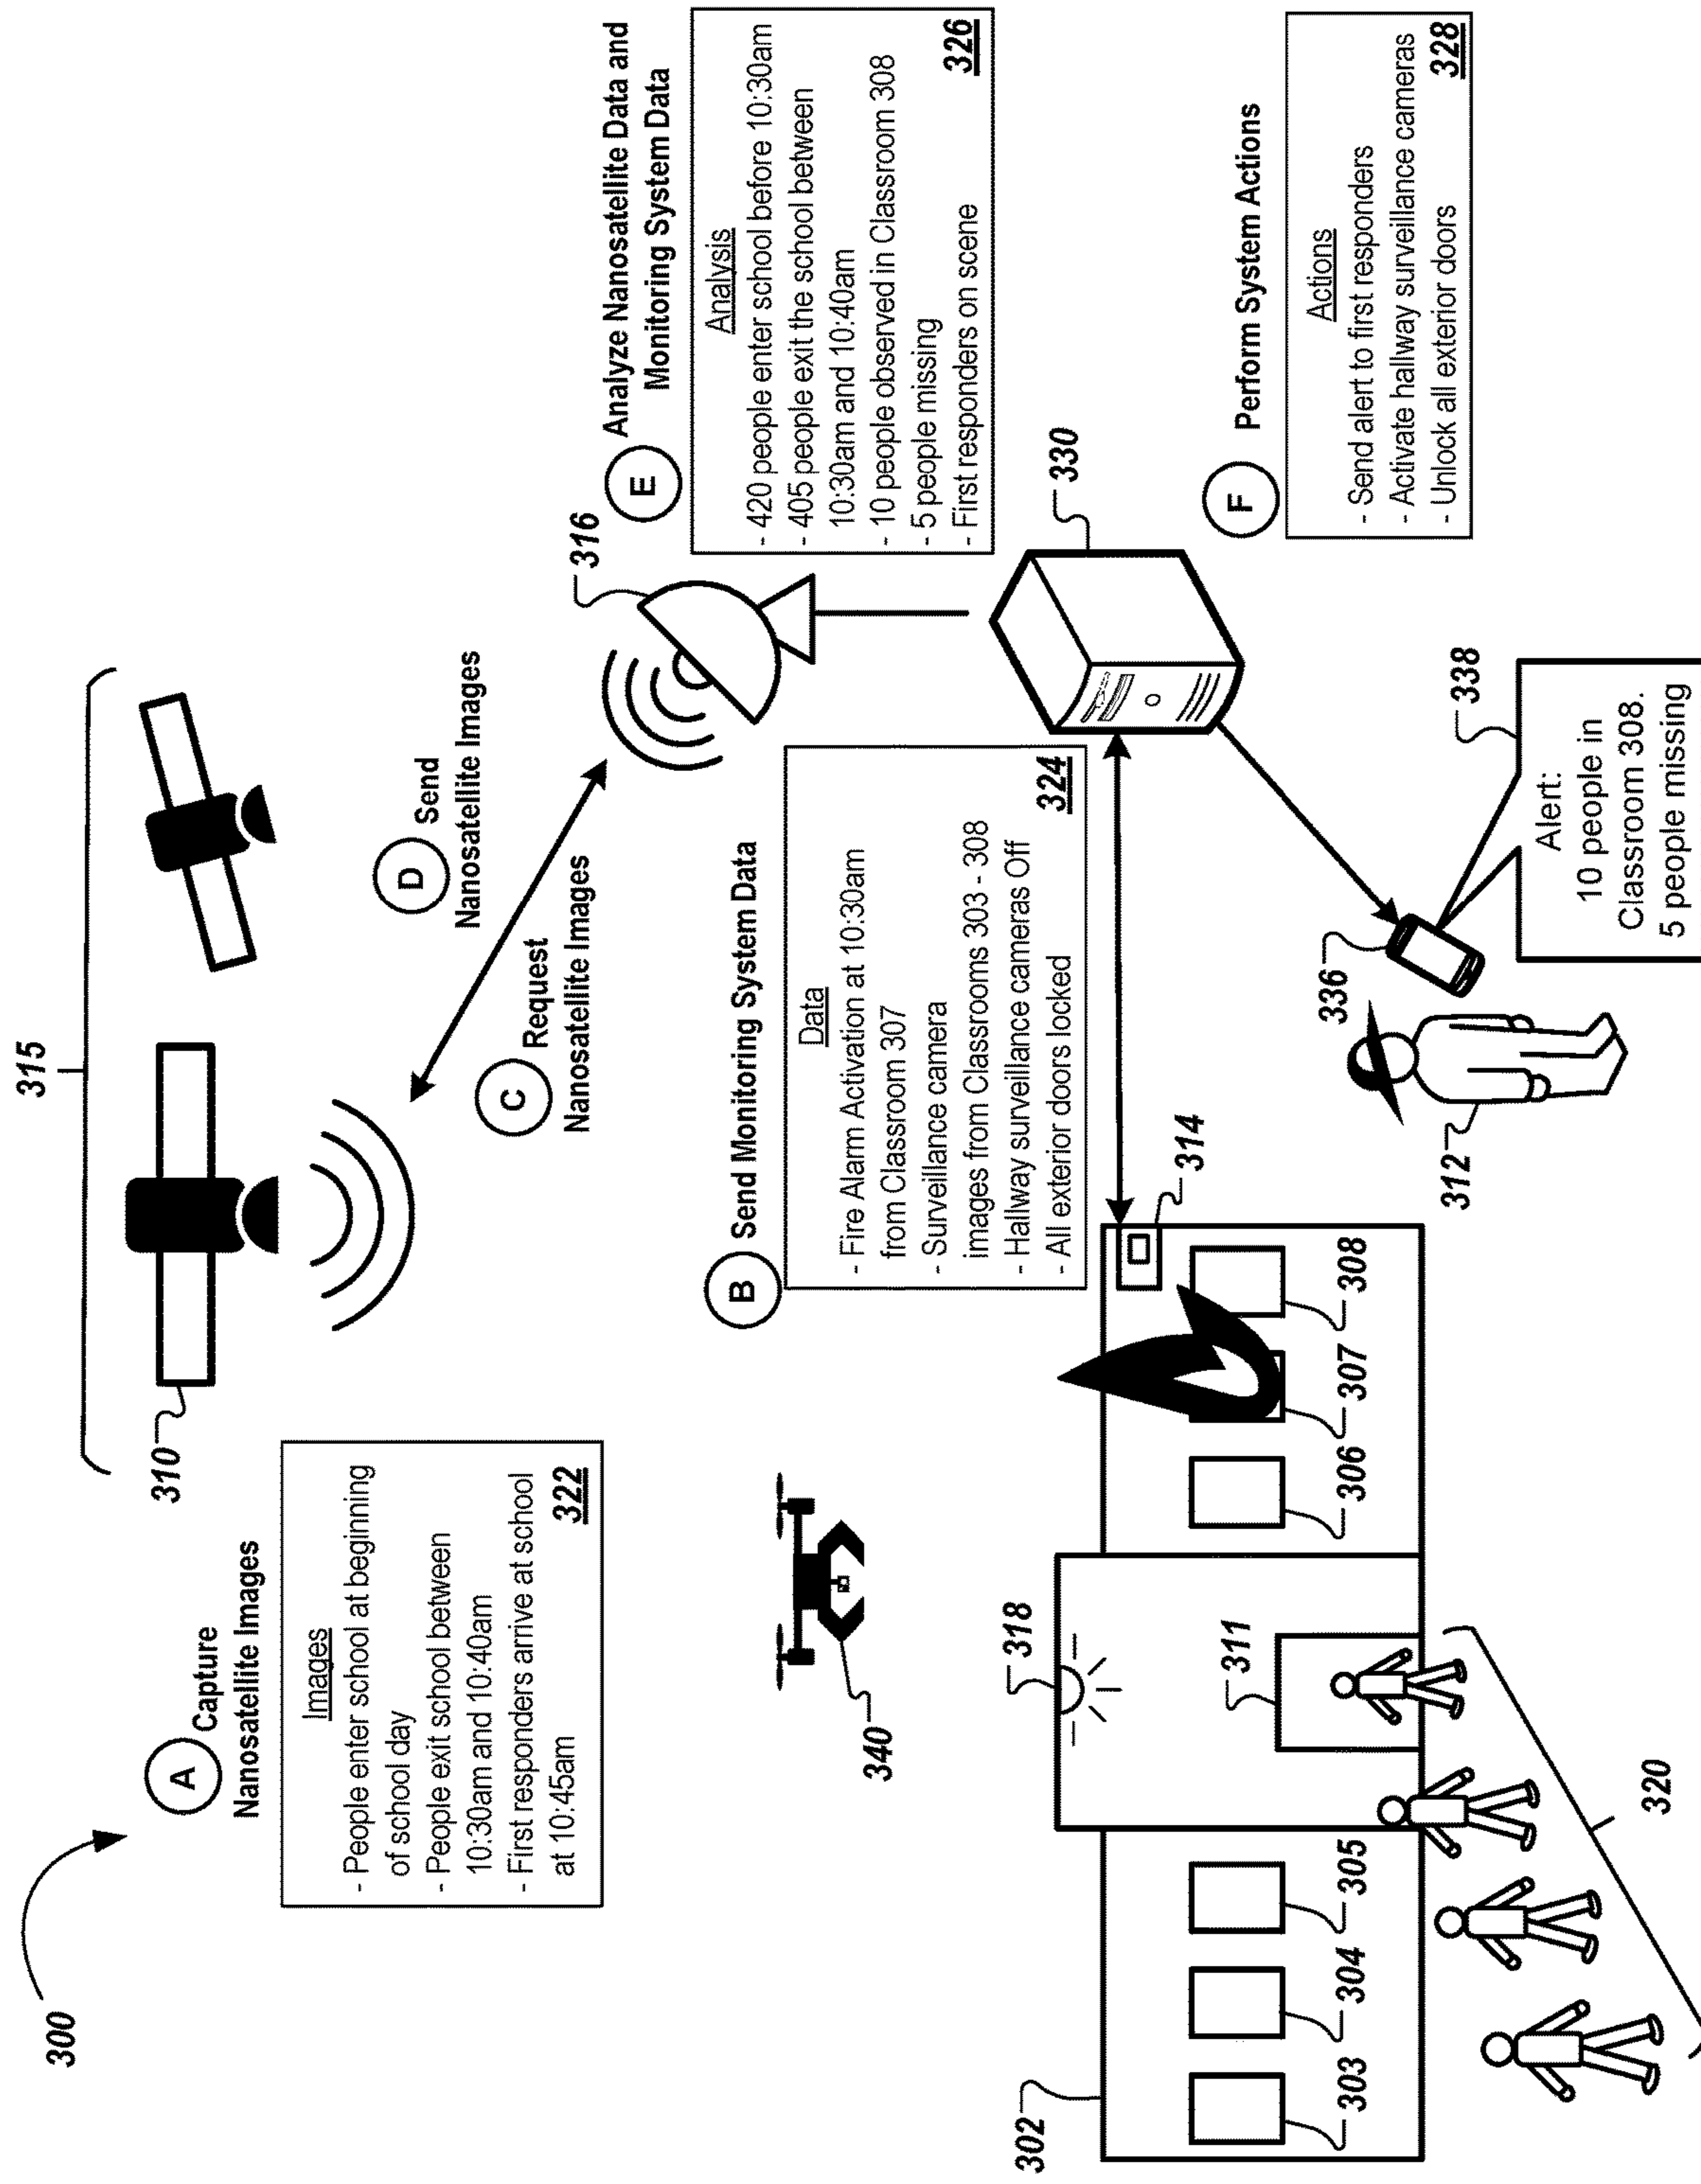 300
315
310
A
Capture
Nanosatellite Images
Images
- People enter school at beginning
of school day
- People exit school between
10:30am and 10:40am
- First responders arrive at school
at 10:45am
322
D
Send
Nanosatellite Images
C
Request
Nanosatellite Images
316
E
Analyze Nanosatellite Data and
Monitoring System Data
Analysis
- 420 people enter school before 10:30am
- 405 people exit the school between
10:30am and 10:40am
- 10 people observed in Classroom 308
- 5 people missing
- First responders on scene
326
B
Send Monitoring System Data
Data
- Fire Alarm Activation at 10:30am
from Classroom 307
- Surveillance camera
images from Classrooms 303 - 308
- Hallway surveillance cameras Off
- All exterior doors locked
324
340
330
F
Perform System Actions
Actions
- Send alert to first responders
- Activate hallway surveillance cameras
- Unlock all exterior doors
328
302
318
314
311
303
304
305
306
307
308
320
312
336
338
Alert:
10 people in
Classroom 308.
5 people missing